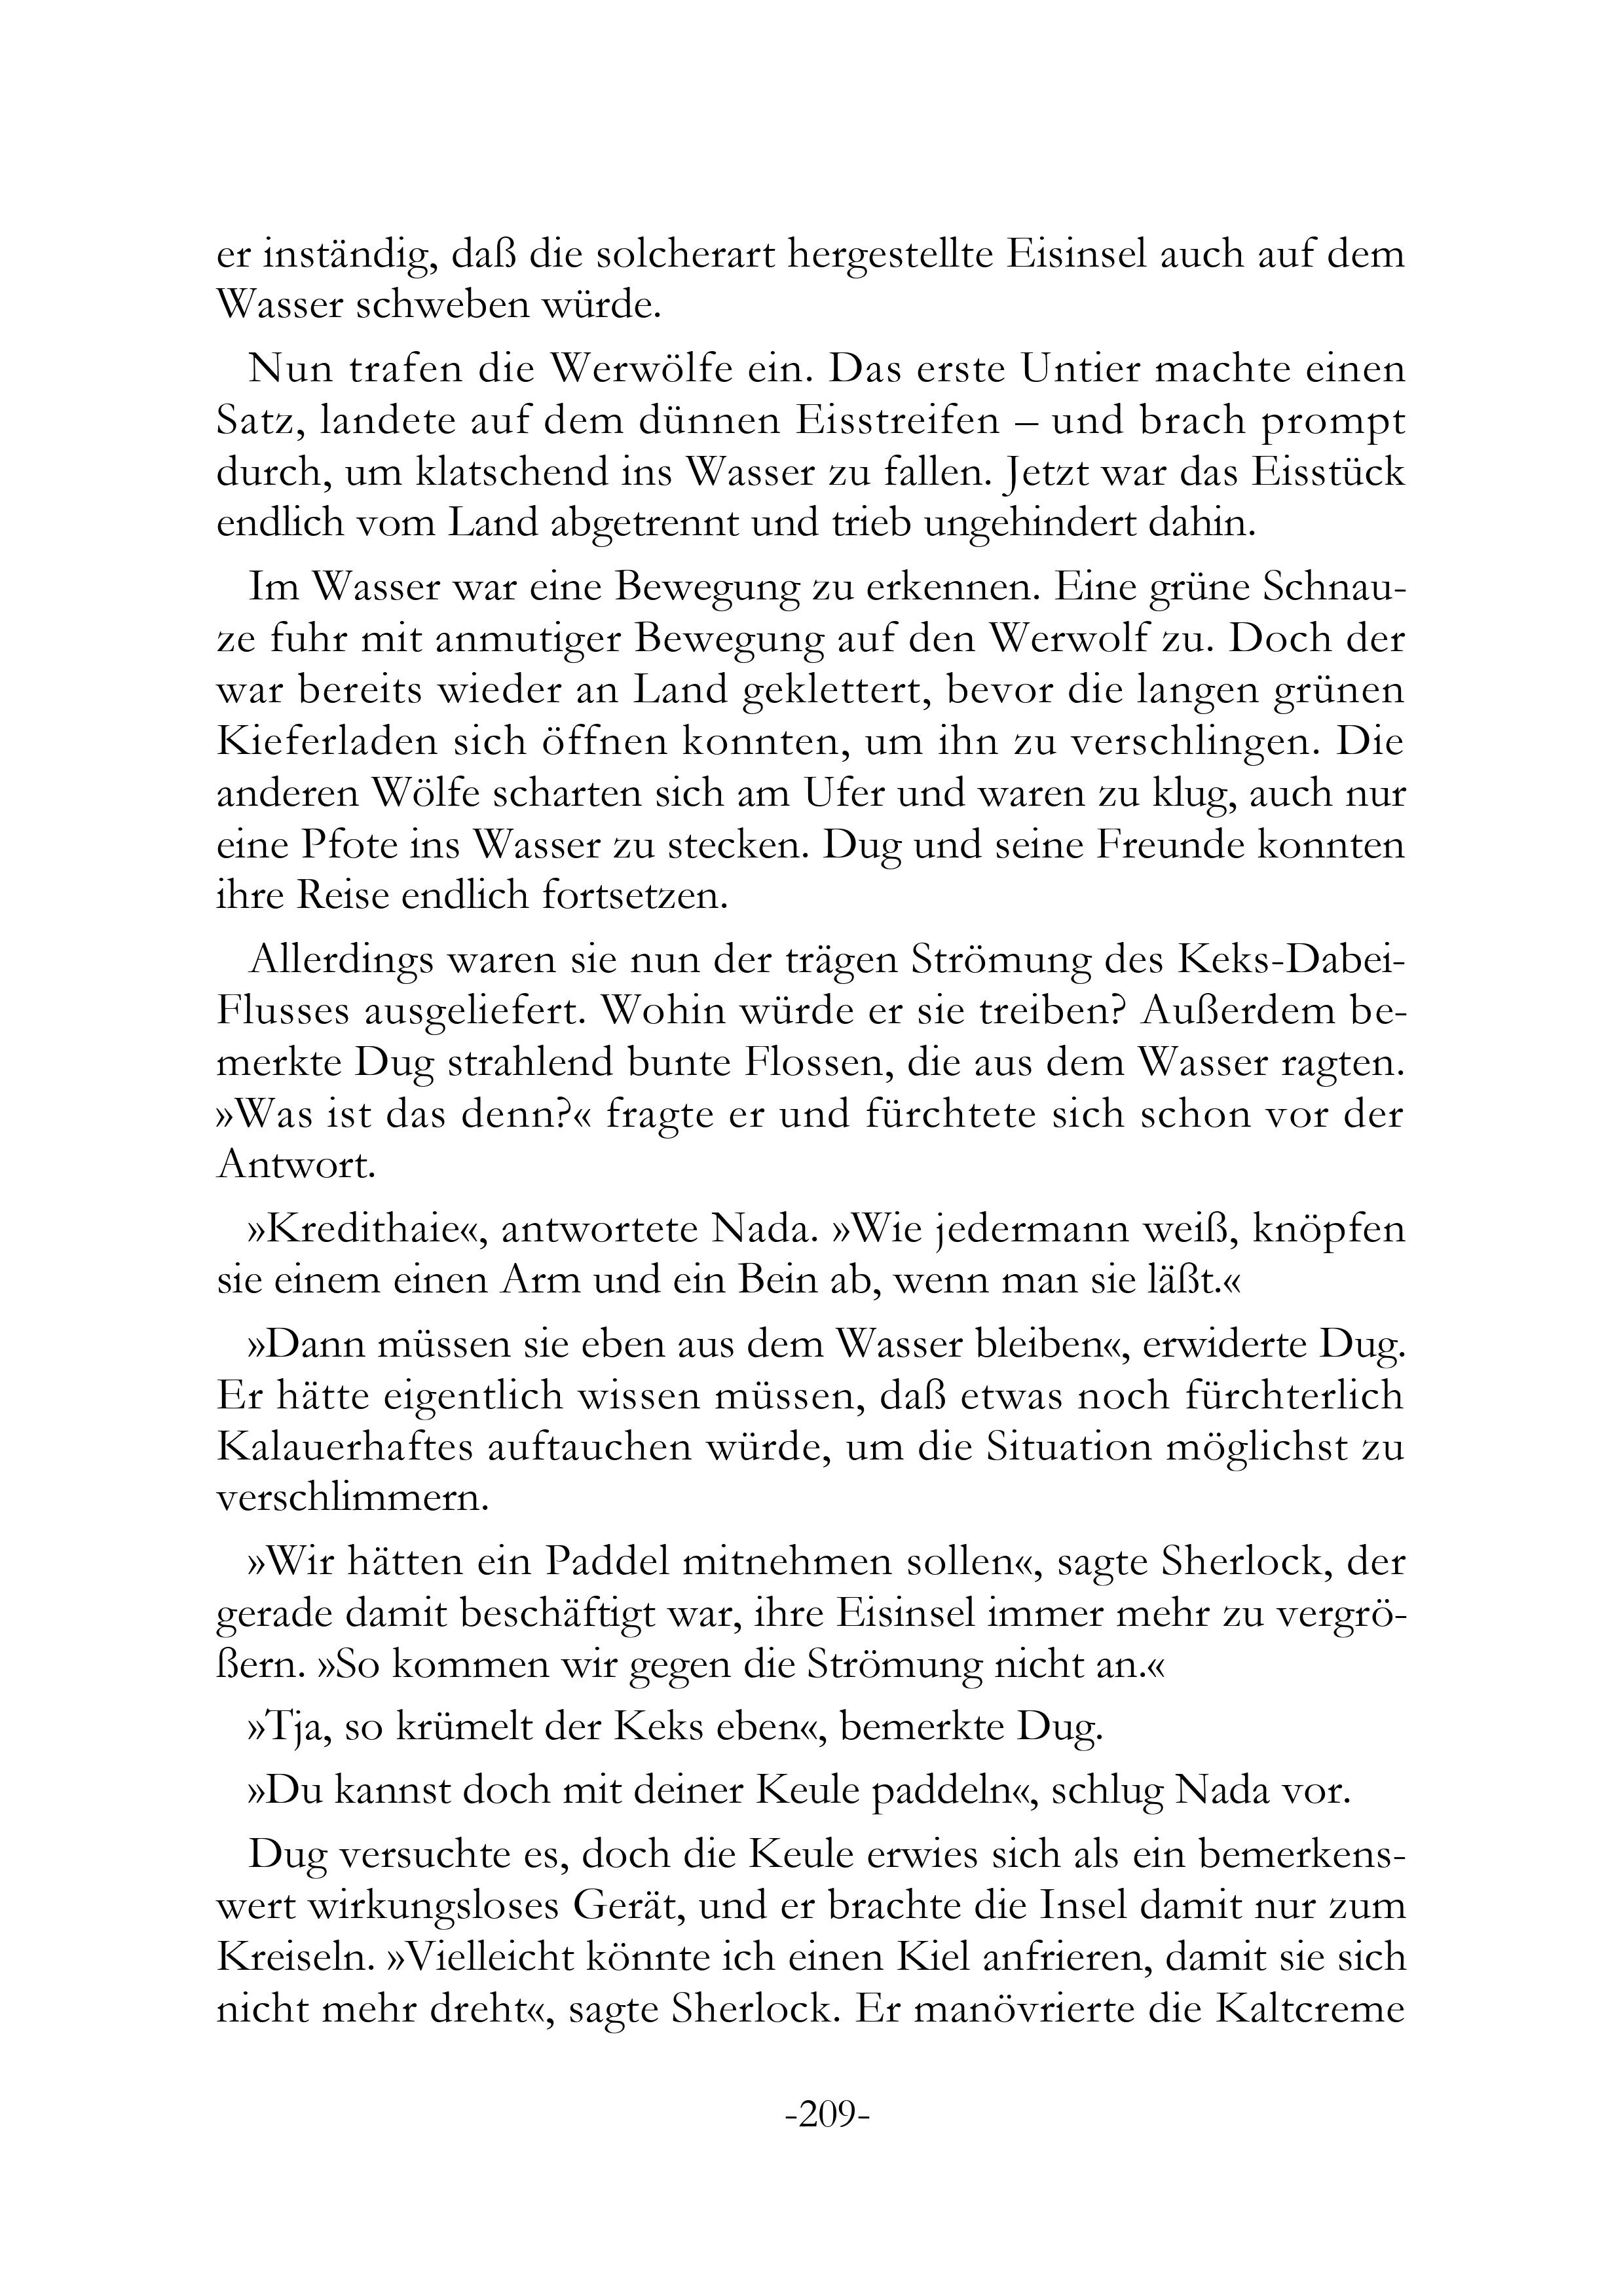 er inständig, daß die solcherart hergestellte Eisinsel auch auf dem
Wasser schweben würde.
Nun trafen die Werwölfe ein. Das erste Untier machte einen
Satz, landete auf dem dünnen Eisstreifen – und brach prompt
durch, um klatschend ins Wasser zu fallen. Jetzt war das Eisstück
endlich vom Land abgetrennt und trieb ungehindert dahin.
Im Wasser war eine Bewegung zu erkennen. Eine grüne Schnau-
ze fuhr mit anmutiger Bewegung auf den Werwolf zu. Doch der
war bereits wieder an Land geklettert, bevor die langen grünen
Kieferladen sich öffnen konnten, um ihn zu verschlingen. Die
anderen Wölfe scharten sich am Ufer und waren zu klug, auch nur
eine Pfote ins Wasser zu stecken. Dug und seine Freunde konnten
ihre Reise endlich fortsetzen.
Allerdings waren sie nun der trägen Strömung des Keks-Dabei-
Flusses ausgeliefert. Wohin würde er sie treiben? Außerdem be-
merkte Dug strahlend bunte Flossen, die aus dem Wasser ragten.
»Was ist das denn?« fragte er und fürchtete sich schon vor der
Antwort.
»Kredithaie«, antwortete Nada. »Wie jedermann weiß, knöpfen
sie einem einen Arm und ein Bein ab, wenn man sie läßt.«
»Dann müssen sie eben aus dem Wasser bleiben«, erwiderte Dug.
Er hätte eigentlich wissen müssen, daß etwas noch fürchterlich
Kalauerhaftes auftauchen würde, um die Situation möglichst zu
verschlimmern.
»Wir hätten ein Paddel mitnehmen sollen«, sagte Sherlock, der
gerade damit beschäftigt war, ihre Eisinsel immer mehr zu vergrö-
ßern. »So kommen wir gegen die Strömung nicht an.«
»Tja, so krümelt der Keks eben«, bemerkte Dug.
»Du kannst doch mit deiner Keule paddeln«, schlug Nada vor.
Dug versuchte es, doch die Keule erwies sich als ein bemerkens-
wert wirkungsloses Gerät, und er brachte die Insel damit nur zum
Kreiseln. »Vielleicht könnte ich einen Kiel anfrieren, damit sie sich
nicht mehr dreht«, sagte Sherlock. Er manövrierte die Kaltcreme
-209-